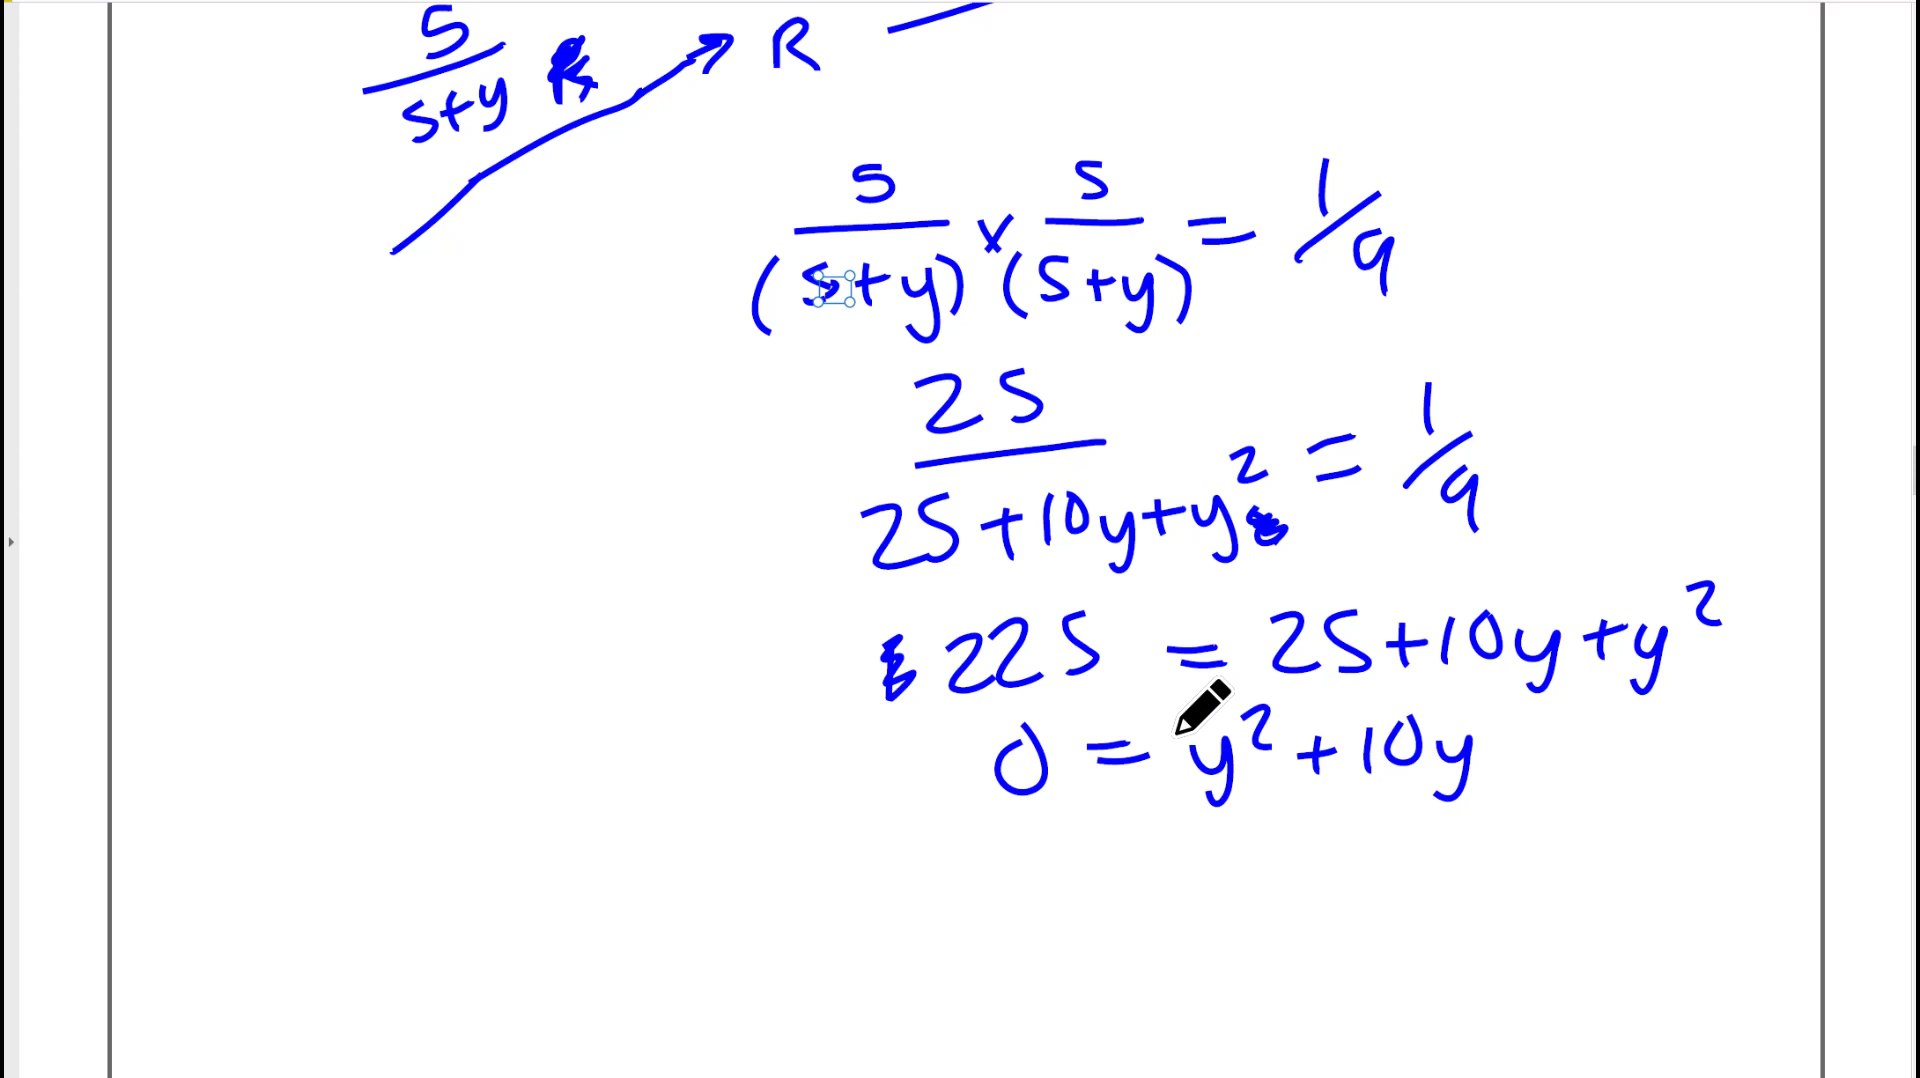 5/(5+y) R
5/(5+y) × 5/(5+y) = 1/9
25/(25+10y+y²) = 1/9
225 = 25+10y+y²
0 = y²+10y